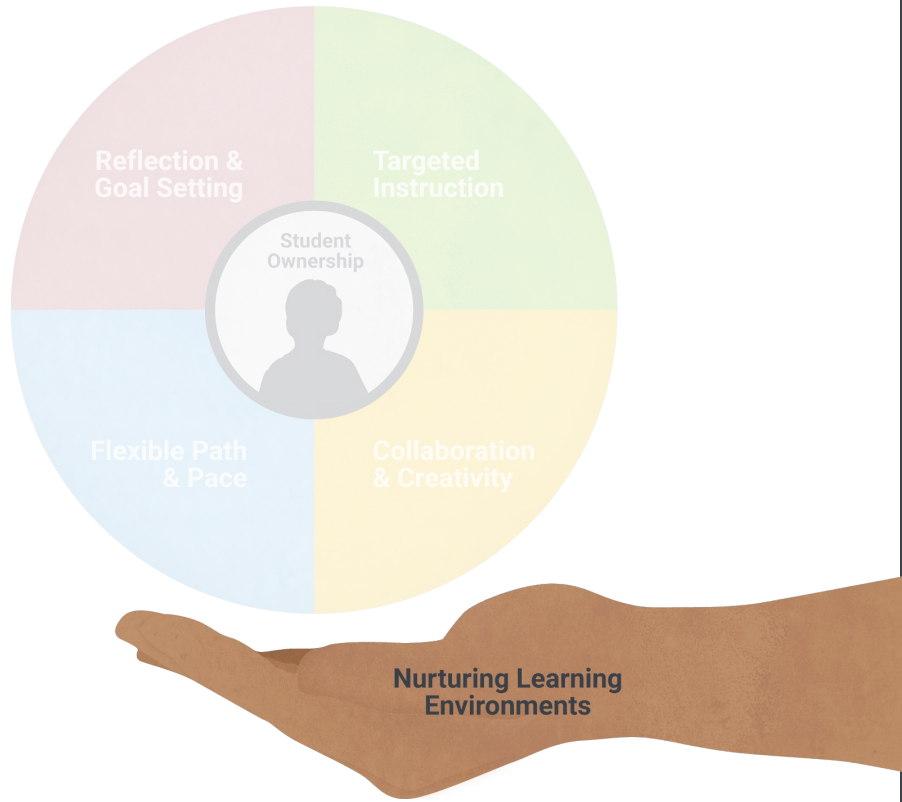 Reflection &
Goal Setting
Targeted
Instruction
Student
Ownership
Flexible Path
& Pace
Collaboration
& Creativity
Nurturing Learning
Environments